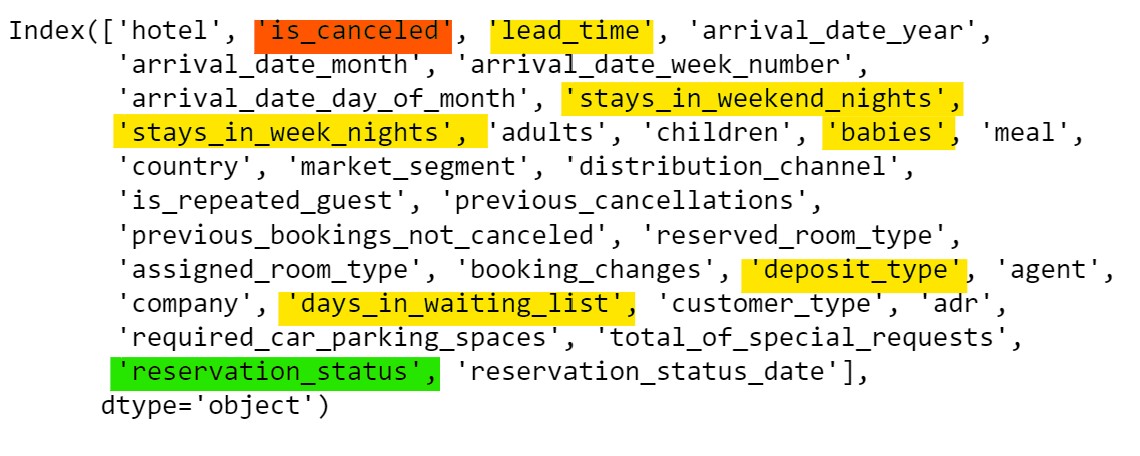 Index(['hotel', 'is_canceled', 'lead_time', 'arrival_date_year',
'arrival_date_month', 'arrival_date_week_number',
'arrival_date_day_of_month', 'stays_in_weekend_nights',
'stays_in_week_nights', 'adults', 'children', 'babies', 'meal',
'country', 'market_segment', 'distribution_channel',
'is_repeated_guest', 'previous_cancellations',
'previous_bookings_not_canceled', 'reserved_room_type',
'assigned_room_type', 'booking_changes', 'deposit_type', 'agent',
'company', 'days_in_waiting_list', 'customer_type', 'adr',
'required_car_parking_spaces', 'total_of_special_requests',
'reservation_status', 'reservation_status_date'],
dtype='object')